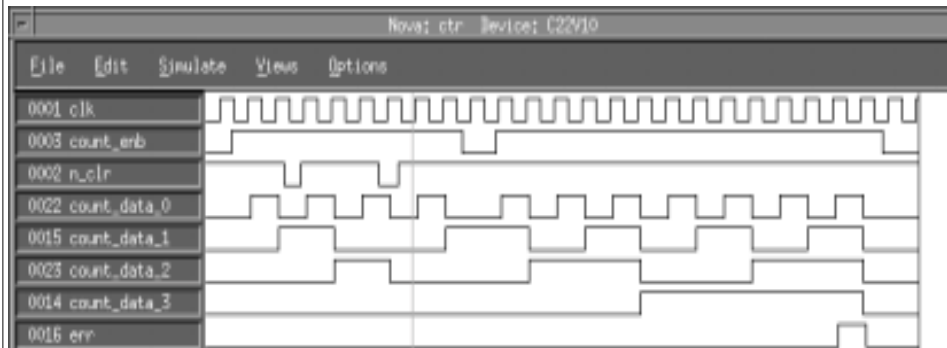 Nova: ctr Device: C22V10
File Edit Simulate Views Options
0001 clk
0003 count_enb
0002 n_clr
0022 count_data_0
0015 count_data_1
0023 count_data_2
0014 count_data_3
0016 err